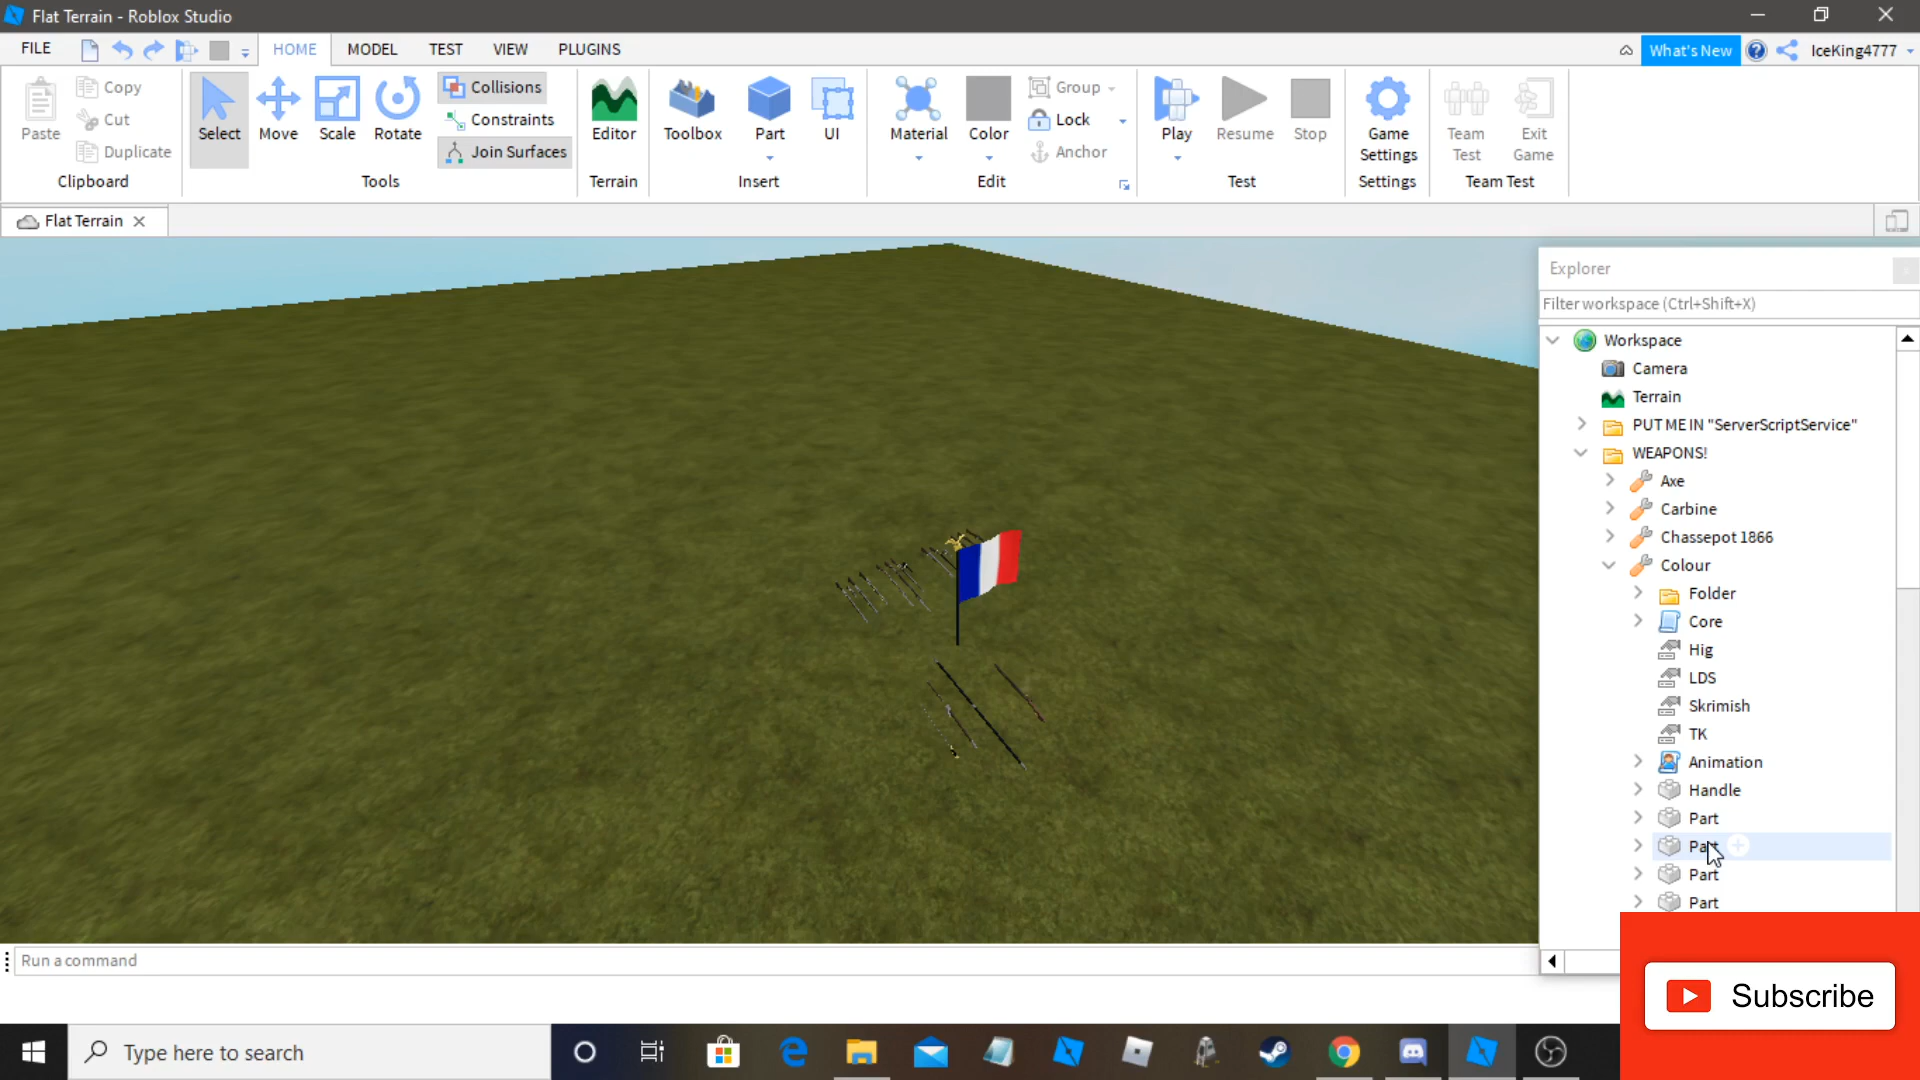 Flat Terrain - Roblox Studio
FILE HOME MODEL TEST VIEW PLUGINS What's New IceKing4777
Paste Copy Cut Duplicate Clipboard
Select Move Scale Rotate Collisions Constraints Join Surfaces Tools
Editor Terrain
Toolbox Part UI Insert
Material Color Group Lock Anchor Edit
Play Resume Stop Test
Game Settings Settings
Team Test Exit Game Team Test
Flat Terrain
Explorer
Filter workspace (Ctrl+Shift+X)
Workspace
Camera
Terrain
PUT ME IN "ServerScriptService"
WEAPONS!
Axe
Carbine
Chassepot 1866
Colour
Folder
Core
Hig
LDS
Skrimish
TK
Animation
Handle
Part
Part
Part
Part
Run a command
Subscribe
Type here to search